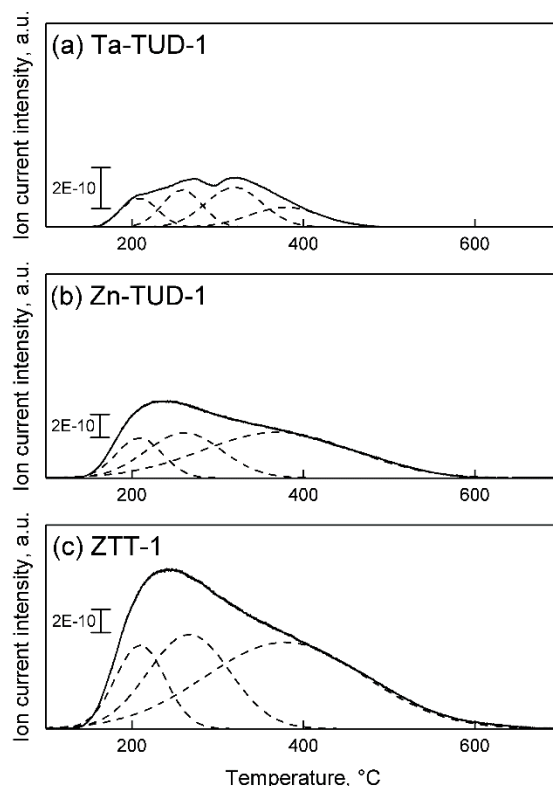 (a) Ta-TUD-1
Ion current intensity, a.u.
2E-10
200 400 600
(b) Zn-TUD-1
Ion current intensity, a.u.
2E-10
200 400 600
(c) ZTT-1
Ion current intensity, a.u.
2E-10
200 400 600
Temperature, °C